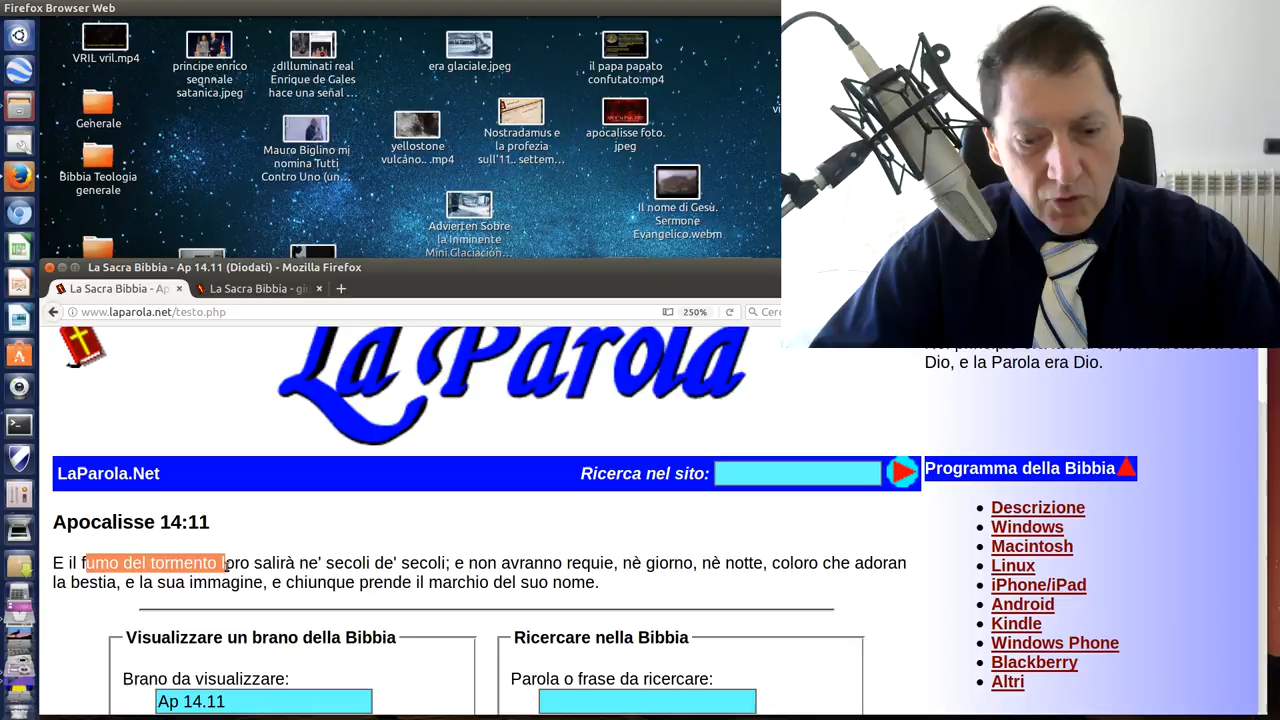 Firefox Browser Web
VRIL vril.mp4
principe enrico
segnnale
satanica.jpeg
¿dIlluminati real
Enrique de Gales
hace una señal ...
era glaciale.jpeg
il papa papato
confutato:mp4
Generale
Mauro Biglino mj
nomina Tutti
Contro Uno (un...
yellostone
vulcáno.. .mp4
Nostradamus e
la profezia
sull'11.. settem...
apocalisse foto.
jpeg
Bibbia Teologia
generale
Advierten Sobre
la Inminente
Mini Glaciación...
Il nome di Gesù.
Sermone
Evangelico.webm
La Sacra Bibbia - Ap 14.11 (Diodati) - Mozilla Firefox
La Sacra Bibbia - Ap
La Sacra Bibbia - gi
www.laparola.net/testo.php
250%
Cerc
La Parola
Dio, e la Parola era Dio.
LaParola.Net
Ricerca nel sito:
Programma della Bibbia
Apocalisse 14:11
E il fumo del tormento lpro salirà ne' secoli de' secoli; e non avranno requie, nè giorno, nè notte, coloro che adoran
la bestia, e la sua immagine, e chiunque prende il marchio del suo nome.
Descrizione
Windows
Macintosh
Linux
iPhone/iPad
Android
Kindle
Windows Phone
Blackberry
Altri
Visualizzare un brano della Bibbia
Brano da visualizzare:
Ap 14.11
Ricercare nella Bibbia
Parola o frase da ricercare: